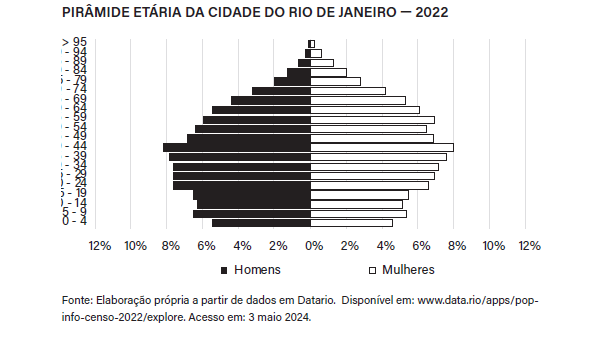 PIRÂMIDE ETÁRIA DA CIDADE DO RIO DE JANEIRO — 2022
> 95
- 94
- 89
- 84
- 79
- 74
- 69
- 64
- 59
- 54
- 49
- 44
- 39
- 34
- 29
- 24
5 - 19
- 14
5 - 9
0 - 4
12% 10% 8% 6% 4% 2% 0% 2% 4% 6% 8% 10% 12%
Homens Mulheres
Fonte: Elaboração própria a partir de dados em Datario. Disponível em: www.data.rio/apps/pop-
info-censo-2022/explore. Acesso em: 3 maio 2024.